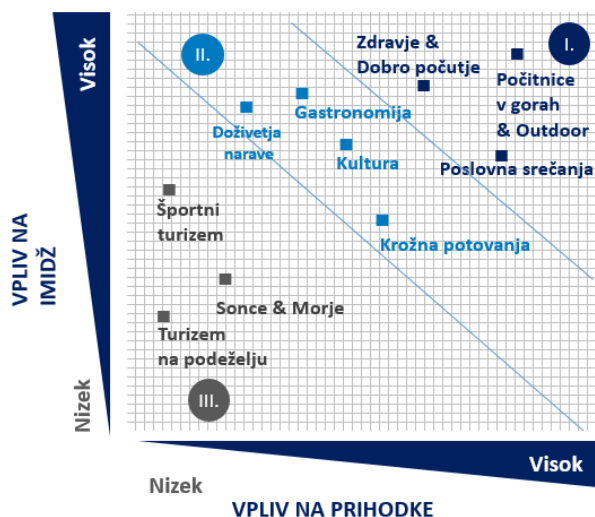 Visok
VPLIV NA
IMIDŽ
Nizek
II.
I.
Zdravje &
Dobro počutje
Počitnice
v gorah
& Outdoor
Gastronomija
Doživetja
narave
Kultura
Poslovna srečanja
Športni
turizem
Krožna potovanja
Sonce & Morje
Turizem
na podeželju
III.
Visok
Nizek
VPLIV NA PRIHODKE